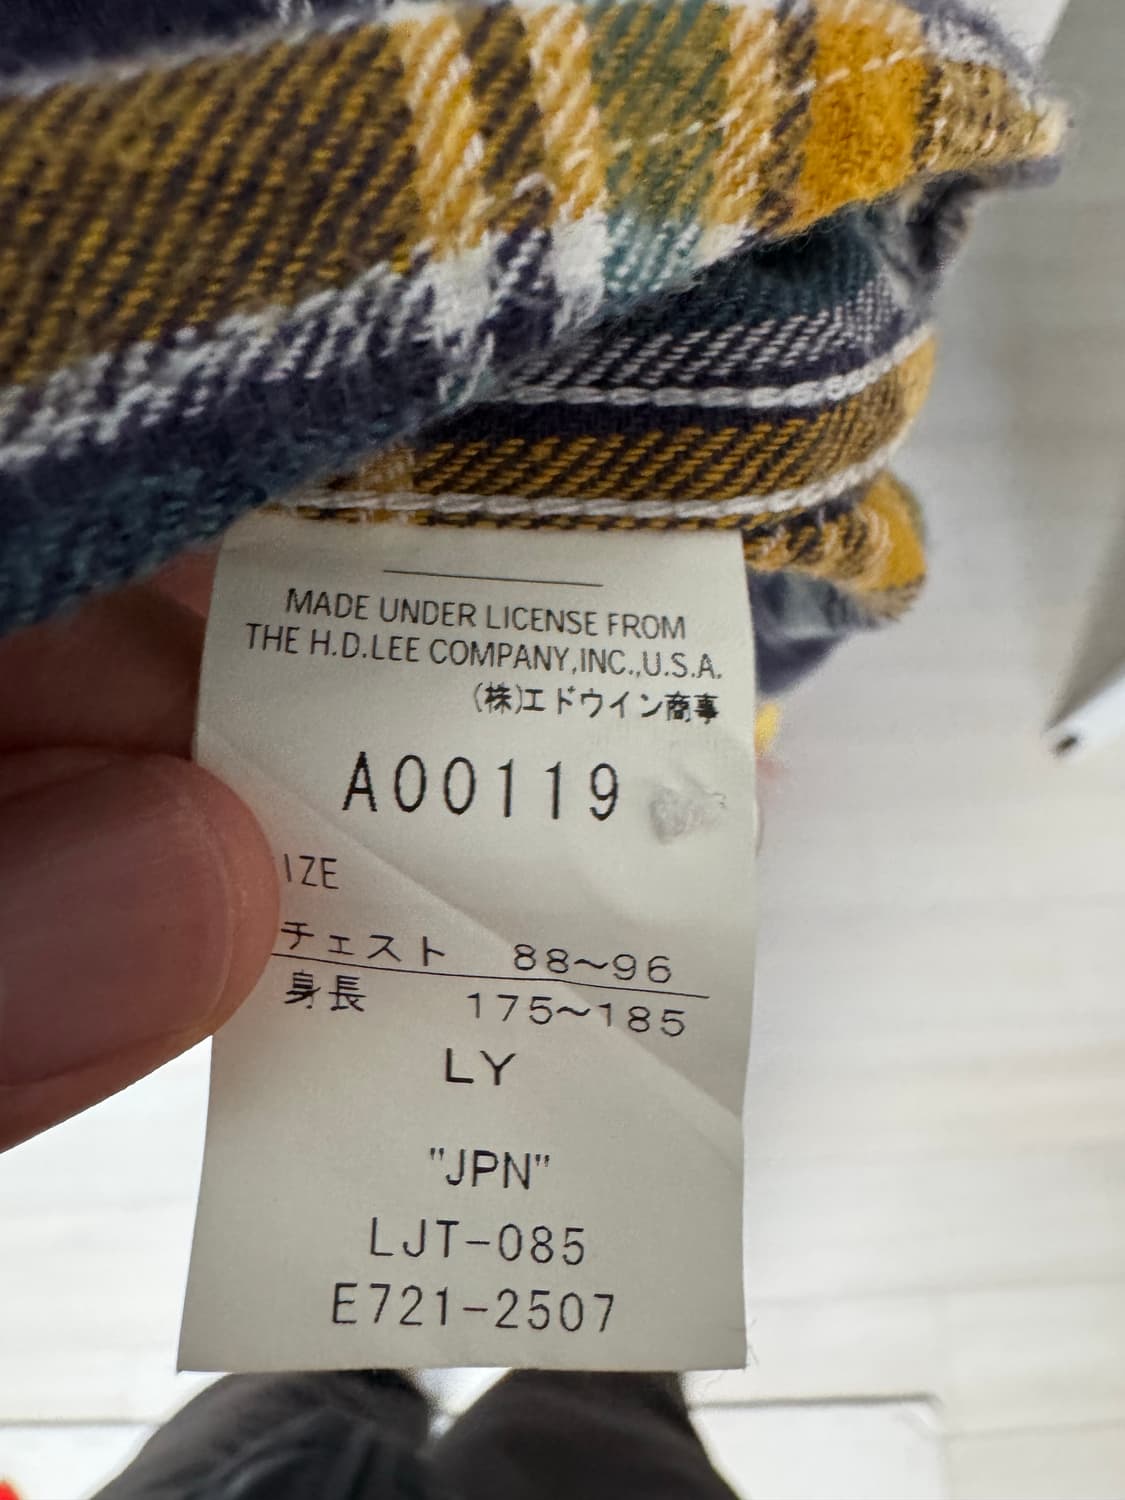 MADE UNDER LICENSE FROM
THE H.D.LEE COMPANY,INC.,U.S.A.
(株)エドウイン商事
A00119
IZE
チェスト 88〜96
身長 175〜185
LY
"JPN"
LJT-085
E721-2507